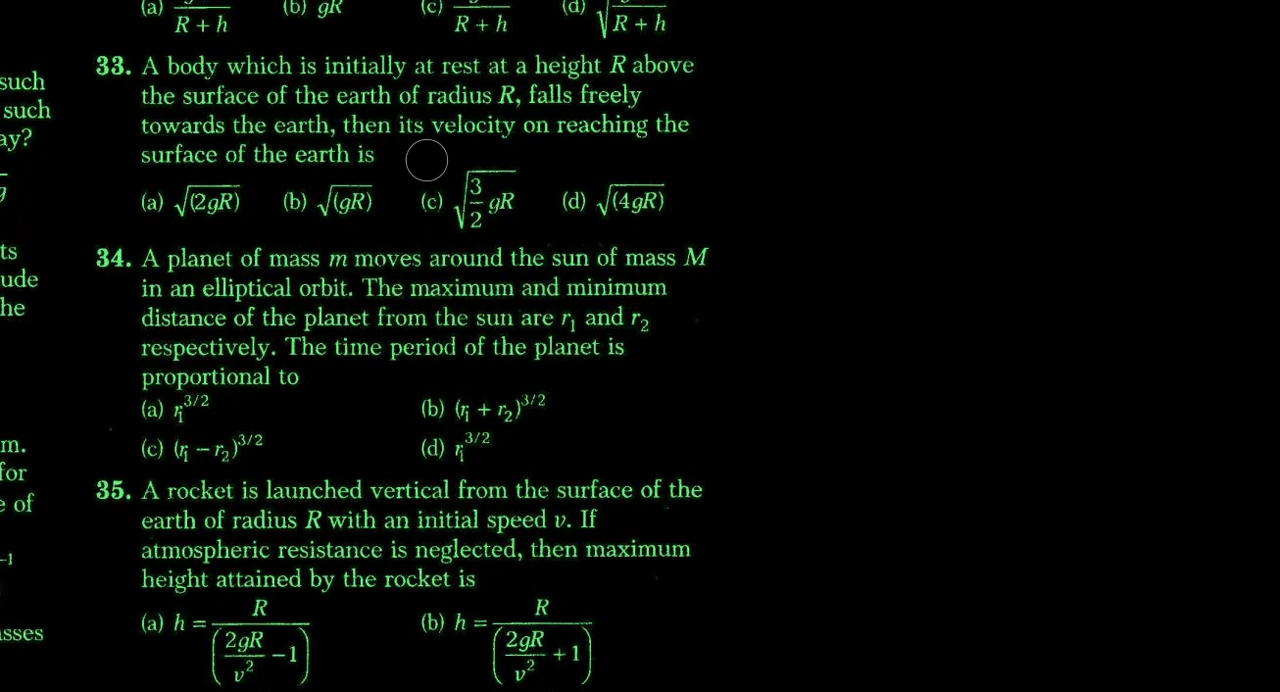 (a) R + h (b) gR (c) R + h (d) √R + h
33. A body which is initially at rest at a height R above
the surface of the earth of radius R, falls freely
towards the earth, then its velocity on reaching the
surface of the earth is
(a) √(2gR) (b) √(gR) (c) √3/2 gR (d) √(4gR)
34. A planet of mass m moves around the sun of mass M
in an elliptical orbit. The maximum and minimum
distance of the planet from the sun are r₁ and r₂
respectively. The time period of the planet is
proportional to
(a) r₁^3/2 (b) (r₁ + r₂)^3/2
(c) (r₁ − r₂)^3/2 (d) r₁^3/2
35. A rocket is launched vertical from the surface of the
earth of radius R with an initial speed v. If
atmospheric resistance is neglected, then maximum
height attained by the rocket is
(a) h = R/(2gR/v² − 1) (b) h = R/(2gR/v² + 1)
such
such
ay?
g
ts
ude
he
m.
for
e of
−1
asses